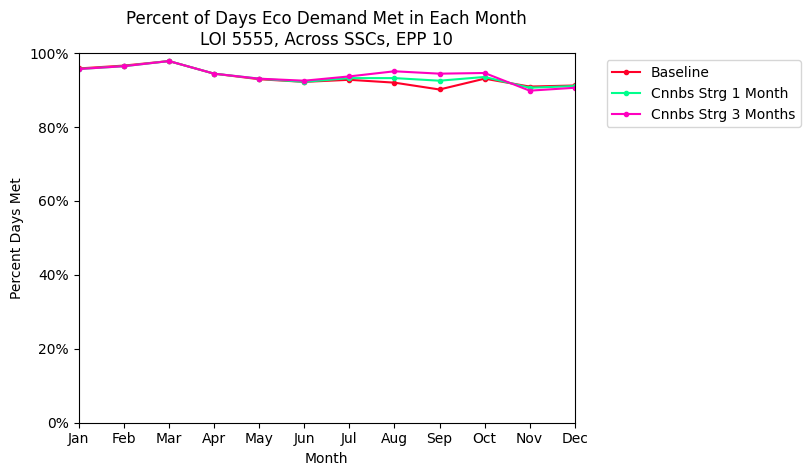 Percent of Days Eco Demand Met in Each Month
LOI 5555, Across SSCs, EPP 10
100%
80%
60%
40%
20%
0%
Percent Days Met
Jan Feb Mar Apr May Jun Jul Aug Sep Oct Nov Dec
Month
Baseline
Cnnbs Strg 1 Month
Cnnbs Strg 3 Months